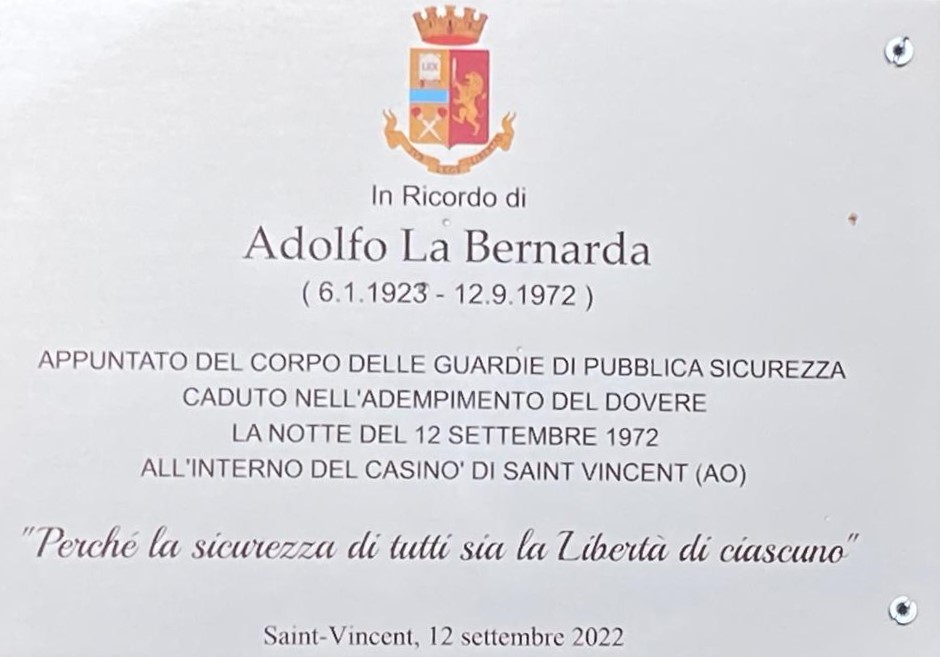 LEX
In Ricordo di
Adolfo La Bernarda
( 6.1.1923 - 12.9.1972 )
APPUNTATO DEL CORPO DELLE GUARDIE DI PUBBLICA SICUREZZA
CADUTO NELL'ADEMPIMENTO DEL DOVERE
LA NOTTE DEL 12 SETTEMBRE 1972
ALL'INTERNO DEL CASINO' DI SAINT VINCENT (AO)
"Perché la sicurezza di tutti sia la Libertà di ciascuno"
Saint-Vincent, 12 settembre 2022